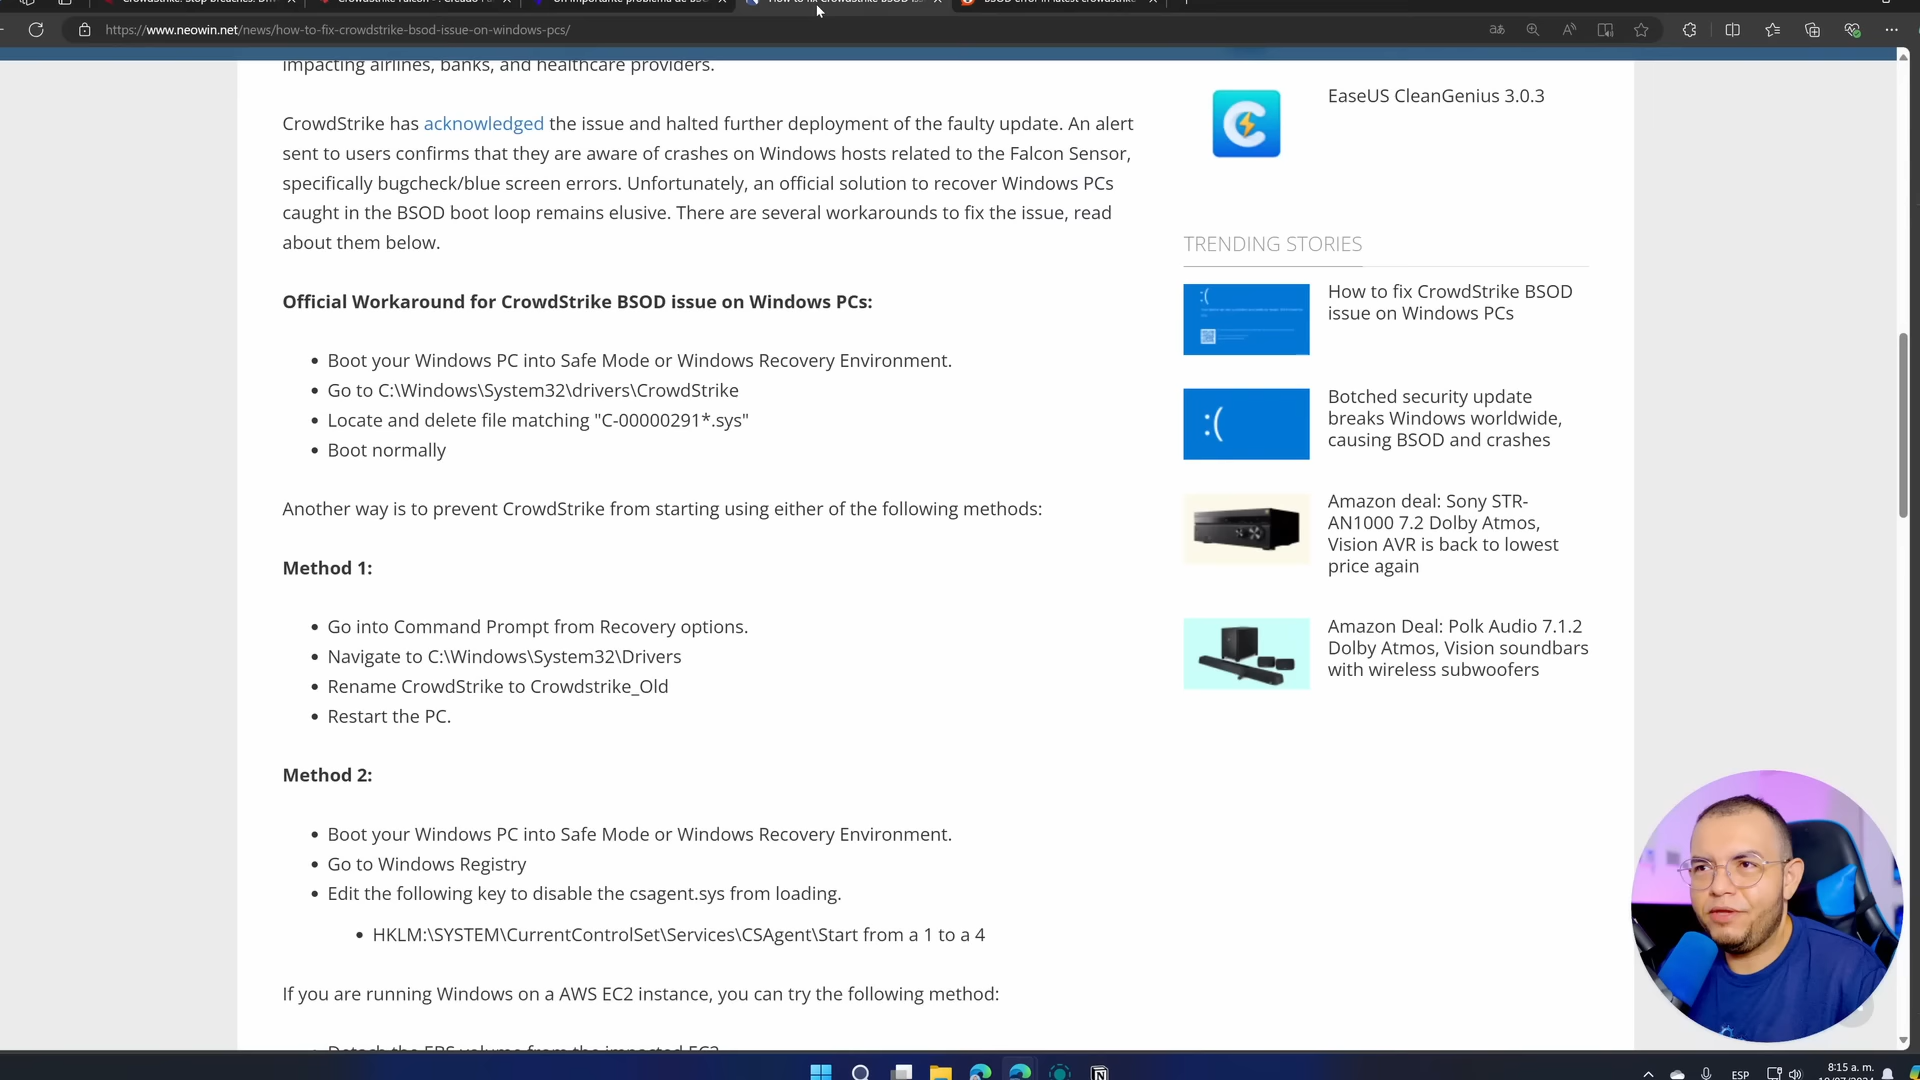 https://www.neowin.net/news/how-to-fix-crowdstrike-bsod-issue-on-windows-pcs/
impacting airlines, banks, and healthcare providers.
CrowdStrike has acknowledged the issue and halted further deployment of the faulty update. An alert
sent to users confirms that they are aware of crashes on Windows hosts related to the Falcon Sensor,
specifically bugcheck/blue screen errors. Unfortunately, an official solution to recover Windows PCs
caught in the BSOD boot loop remains elusive. There are several workarounds to fix the issue, read
about them below.
Official Workaround for CrowdStrike BSOD issue on Windows PCs:
Boot your Windows PC into Safe Mode or Windows Recovery Environment.
Go to C:\Windows\System32\drivers\CrowdStrike
Locate and delete file matching "C-00000291*.sys"
Boot normally
Another way is to prevent CrowdStrike from starting using either of the following methods:
Method 1:
Go into Command Prompt from Recovery options.
Navigate to C:\Windows\System32\Drivers
Rename CrowdStrike to Crowdstrike_Old
Restart the PC.
Method 2:
Boot your Windows PC into Safe Mode or Windows Recovery Environment.
Go to Windows Registry
Edit the following key to disable the csagent.sys from loading.
HKLM:\SYSTEM\CurrentControlSet\Services\CSAgent\Start from a 1 to a 4
If you are running Windows on a AWS EC2 instance, you can try the following method:
Detach the EBS volume from the impacted EC2
EaseUS CleanGenius 3.0.3
TRENDING STORIES
How to fix CrowdStrike BSOD
issue on Windows PCs
Botched security update
breaks Windows worldwide,
causing BSOD and crashes
:(
Amazon deal: Sony STR-
AN1000 7.2 Dolby Atmos,
Vision AVR is back to lowest
price again
Amazon Deal: Polk Audio 7.1.2
Dolby Atmos, Vision soundbars
with wireless subwoofers
ESP
8:15 a. m.